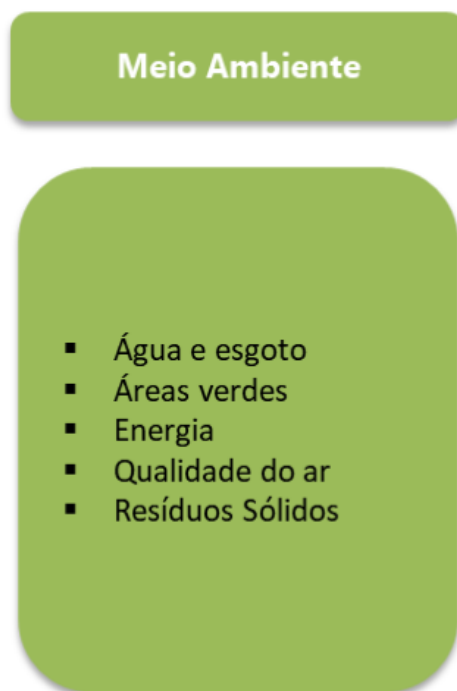 Meio Ambiente
▪ Água e esgoto
▪ Áreas verdes
▪ Energia
▪ Qualidade do ar
▪ Resíduos Sólidos